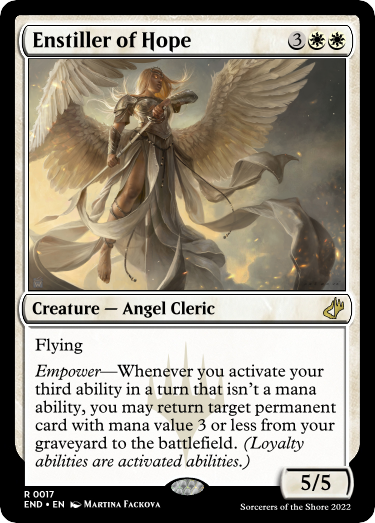 Enstiller of Hope 3
Creature — Angel Cleric
Flying
Empower—Whenever you activate your
third ability in a turn that isn't a mana
ability, you may return target permanent
card with mana value 3 or less from your
graveyard to the battlefield. (Loyalty
abilities are activated abilities.)
5/5
R 0017
END • EN Martina Fackova
Sorcerers of the Shore 2022